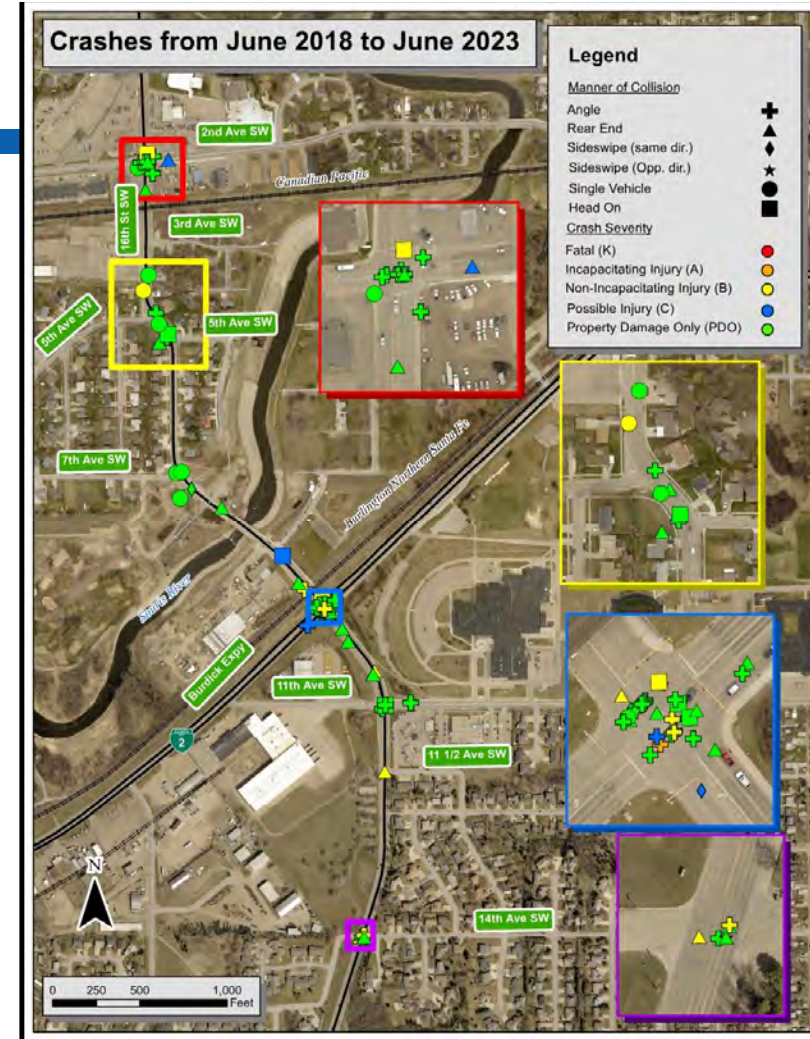 Crashes from June 2018 to June 2023
Legend
Manner of Collision
Angle
Rear End
Sideswipe (same dir.)
Sideswipe (Opp. dir.)
Single Vehicle
Head On
Crash Severity
Fatal (K)
Incapacitating Injury (A)
Non-Incapacitating Injury (B)
Possible Injury (C)
Property Damage Only (PDO)
2nd Ave SW
Canadian Pacific
16th St SW
3rd Ave SW
5th Ave SW
5th Ave SW
7th Ave SW
Burlington Northern Santa Fe
Souris River
Burdick Expy
11th Ave SW
2
11 1/2 Ave SW
N
14th Ave SW
0 250 500 1,000
Feet